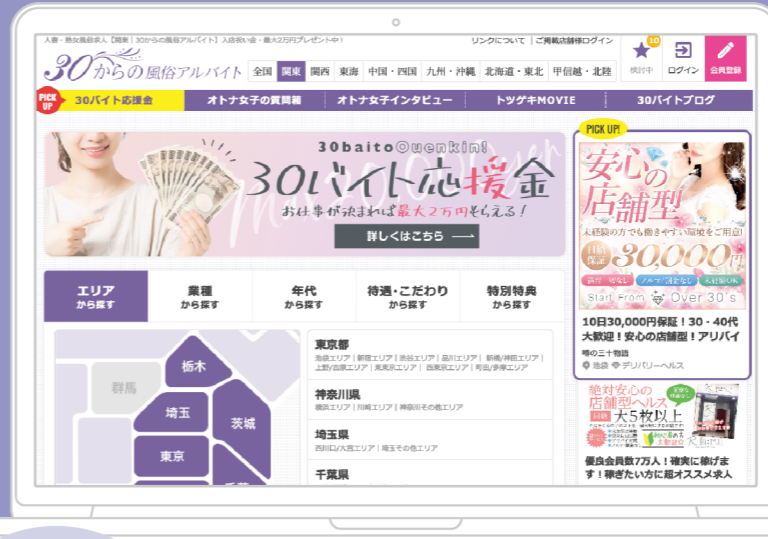 人妻・熟女風俗求人【関東｜30からの風俗アルバイト】入店祝い金・最大2万円プレゼント中！
リンクについて｜ご掲載店舗様ログイン
30からの風俗アルバイト
全国 関東 関西 東海 中国・四国 九州・沖縄 北海道・東北 甲信越・北陸
10
検討中 ログイン 会員登録
PICK UP
30バイト応援金 オトナ女子の質問箱 オトナ女子インタビュー トツゲキMOVIE 30バイトブログ
30baitoOuenkin!
30バイト応援金
お仕事が決まれば最大2万円もらえる！
詳しくはこちら
PICK UP!
安心の
店舗型
未経験の方でも働きやすい環境をご用意!
日給保証 30,000円
未経験OK
Start From Over 30's
10日30,000円保証！30・40代
大歓迎！安心の店舗型！アリバイ
噂の三十物語
池袋 デリバリーヘルス
エリアから探す
業種から探す
年代から探す
待遇・こだわりから探す
特別特典から探す
群馬
栃木
埼玉
茨城
東京
東京都
池袋エリア｜新宿エリア｜渋谷エリア｜品川エリア｜新橋/神田エリア｜
上野/吉原エリア｜東東京エリア｜西東京エリア｜町田/多摩エリア
神奈川県
横浜エリア｜川崎エリア｜神奈川その他エリア
埼玉県
西川口/大宮エリア｜埼玉その他エリア
千葉県
絶対安心の
店舗型ヘルス
大5枚以上
優良会員数7万人！確実に稼げま
す！稼ぎたい方に超オススメ求人